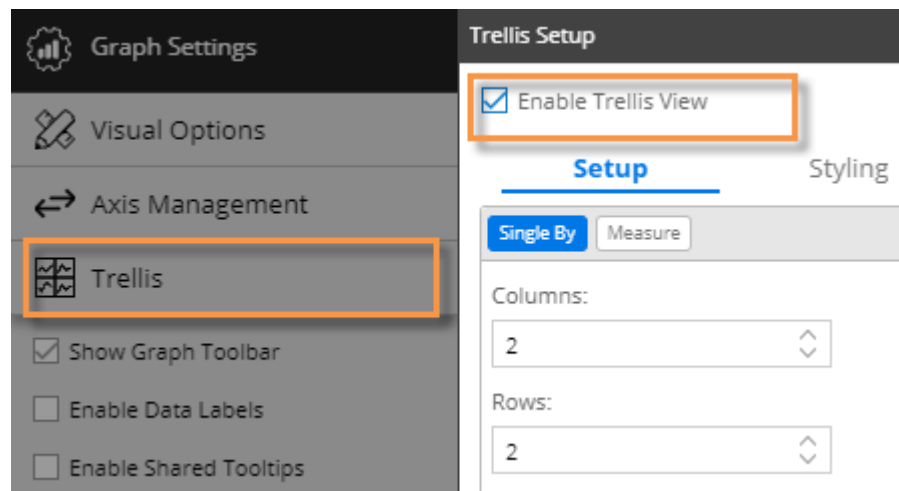 Graph Settings
Visual Options
Axis Management
Trellis
Show Graph Toolbar
Enable Data Labels
Enable Shared Tooltips
Trellis Setup
Enable Trellis View
Setup Styling
Single By Measure
Columns:
2
Rows:
2